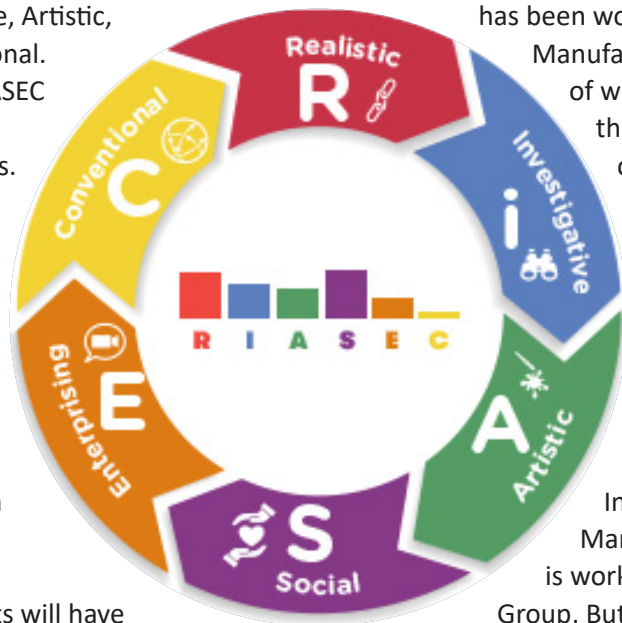 e, Artistic,
onal.
ASEC
s.
ts will have
Realistic
R
Investigative
i
Artistic
A
Social
S
Enterprising
E
Conventional
C
R I A S E C
has been wo
Manufa
of w
th
In
Man
is work
Group. But